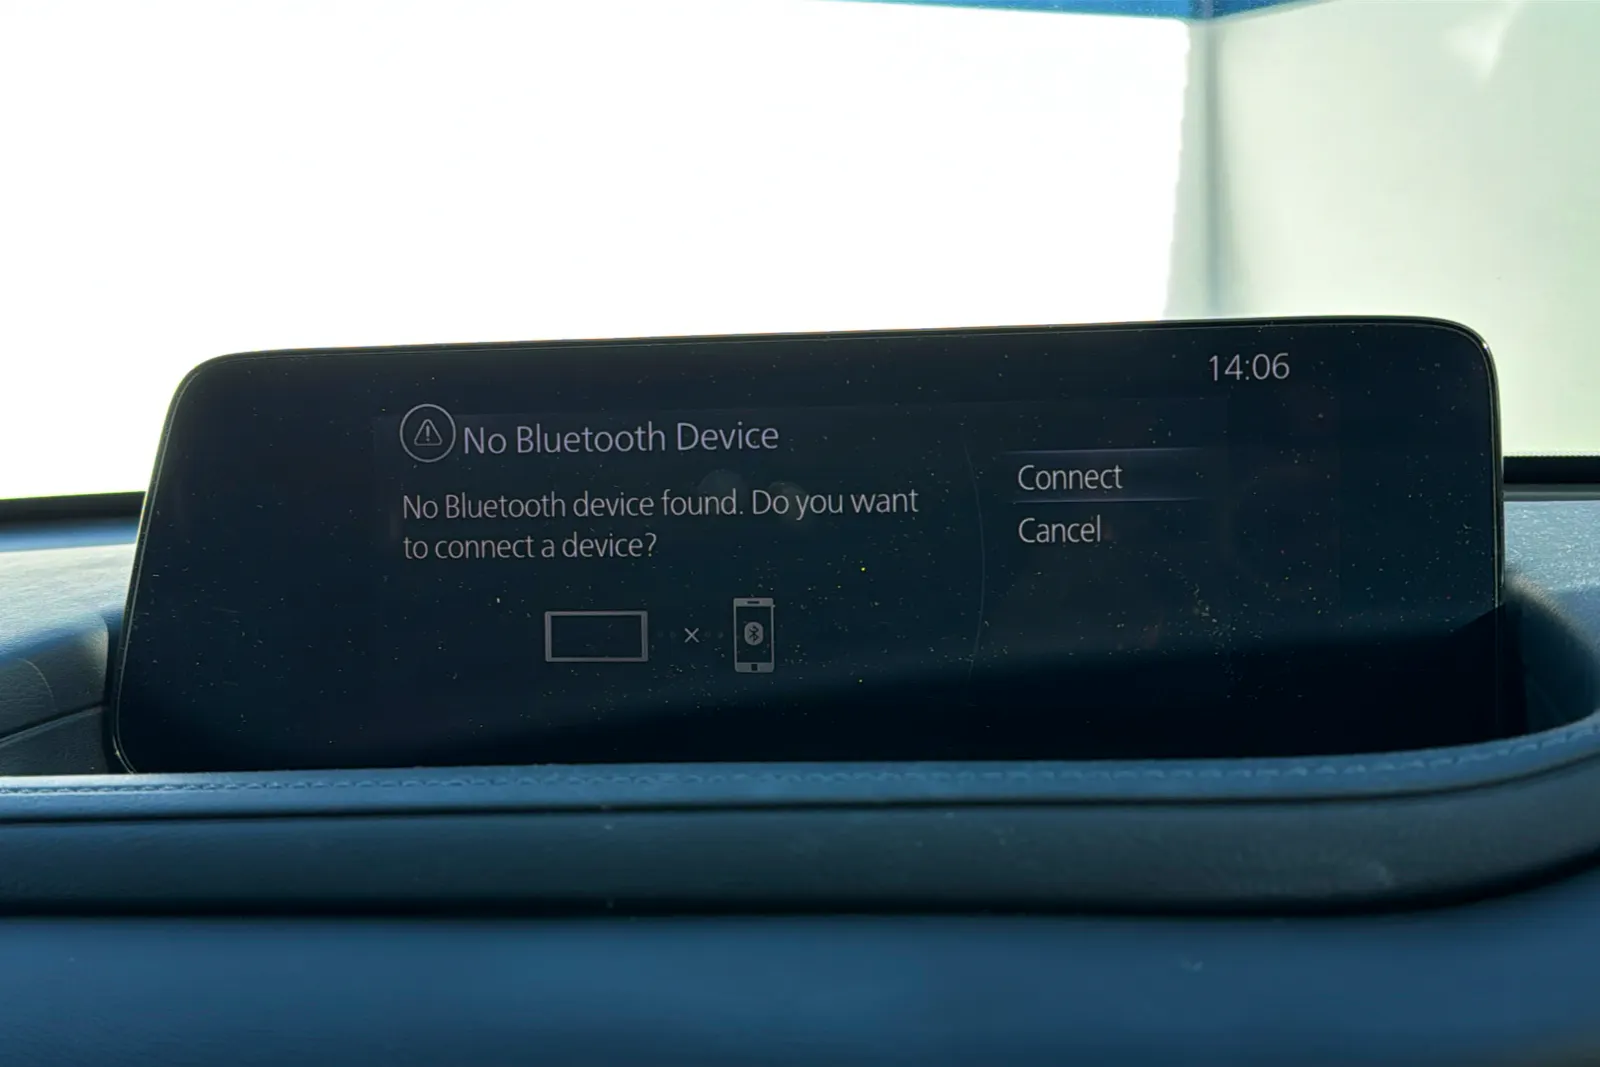 14:06
No Bluetooth Device
No Bluetooth device found. Do you want
to connect a device?
Connect
Cancel